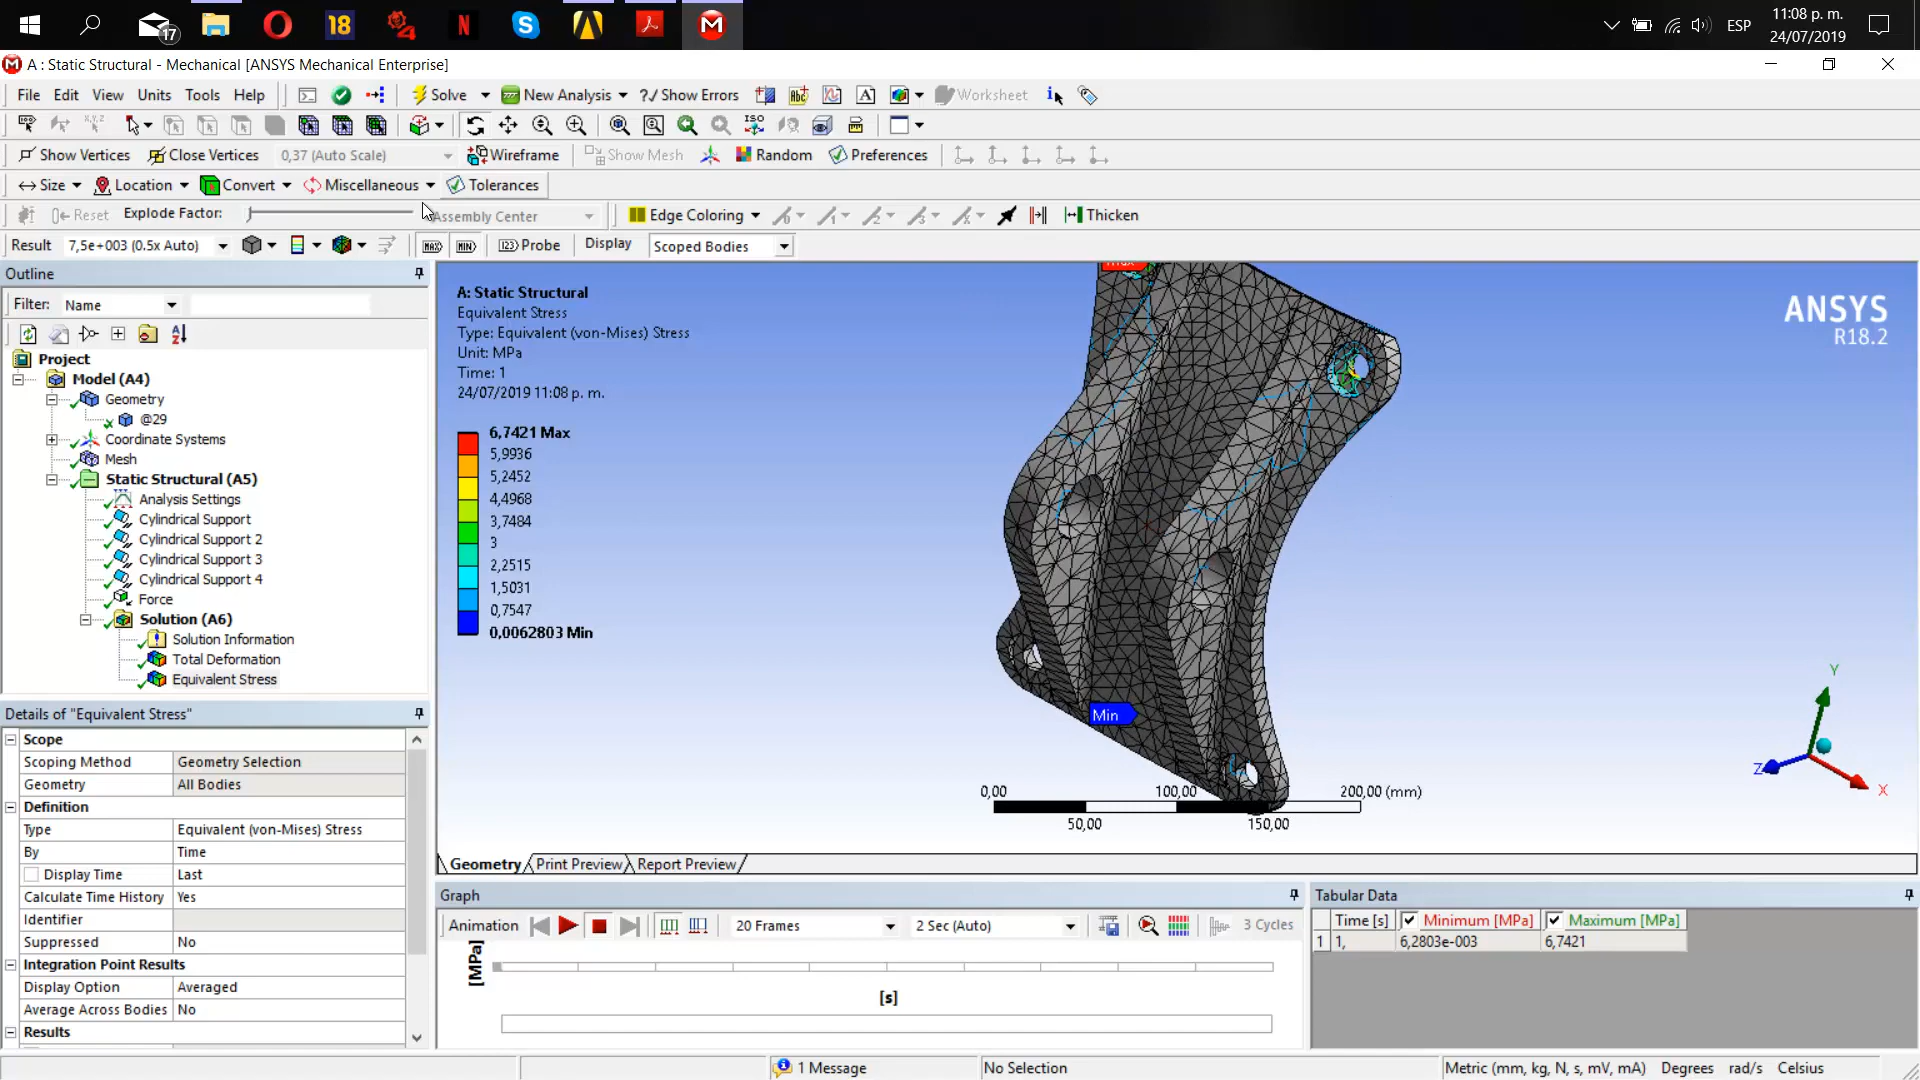 17
18
4
N
S
M
ESP
11:08 p. m.
24/07/2019
A : Static Structural - Mechanical [ANSYS Mechanical Enterprise]
File Edit View Units Tools Help Solve New Analysis ?/ Show Errors Worksheet
ISO
Show Vertices Close Vertices 0,37 (Auto Scale) Wireframe Show Mesh Random Preferences
Size Location Convert Miscellaneous Tolerances
Reset Explode Factor: Assembly Center Edge Coloring Thicken
Result 7,5e+003 (0.5x Auto) MAX MIN Probe Display Scoped Bodies
Outline
Filter: Name
Project
Model (A4)
Geometry
@29
Coordinate Systems
Mesh
Static Structural (A5)
Analysis Settings
Cylindrical Support
Cylindrical Support 2
Cylindrical Support 3
Cylindrical Support 4
Force
Solution (A6)
Solution Information
Total Deformation
Equivalent Stress
Details of "Equivalent Stress"
Scope
Scoping Method Geometry Selection
Geometry All Bodies
Definition
Type Equivalent (von-Mises) Stress
By Time
Display Time Last
Calculate Time History Yes
Identifier
Suppressed No
Integration Point Results
Display Option Averaged
Average Across Bodies No
Results
A: Static Structural
Equivalent Stress
Type: Equivalent (von-Mises) Stress
Unit: MPa
Time: 1
24/07/2019 11:08 p. m.
6,7421 Max
5,9936
5,2452
4,4968
3,7484
3
2,2515
1,5031
0,7547
0,0062803 Min
Max
Min
ANSYS
R18.2
Y
Z
X
0,00 100,00 200,00 (mm)
50,00 150,00
Geometry Print Preview Report Preview
Graph
Animation 20 Frames 2 Sec (Auto) 3 Cycles
[MPa]
[s]
Tabular Data
Time [s] Minimum [MPa] Maximum [MPa]
1 1, 6,2803e-003 6,7421
1 Message No Selection Metric (mm, kg, N, s, mV, mA) Degrees rad/s Celsius